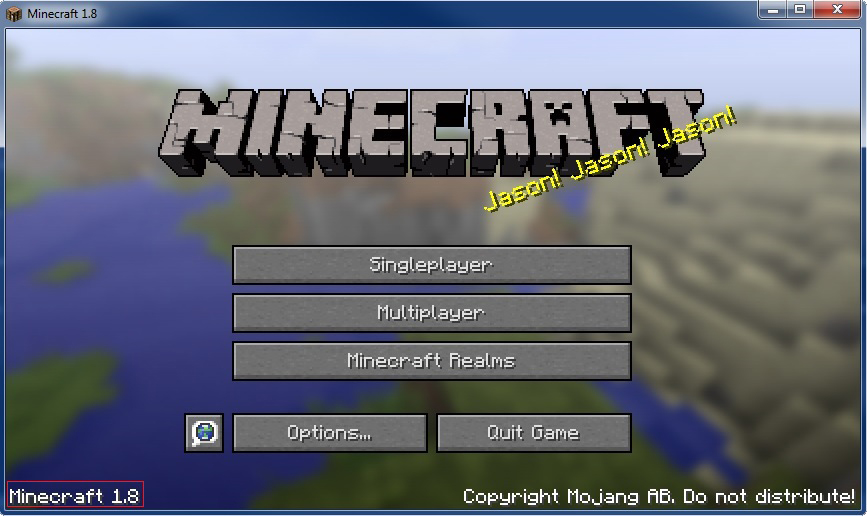 Minecraft 1.8
MINECRAFT
Jason! Jason! Jason!
Singleplayer
Multiplayer
Minecraft Realms
Options...
Quit Game
Minecraft 1.8
Copyright Mojang AB. Do not distribute!